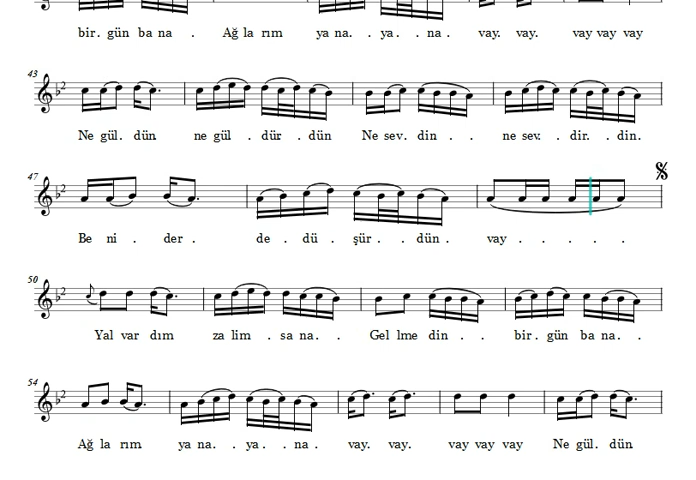 bir. gün ba na . Ağ la rım ya na. . ya . . na . vay. vay. vay vay vay
43
Ne gül. dün. ne gül . dür . dün Ne sev. din . . ne sev. . dir. . din.
47
Be ni . der . de . dü . şür . . dün . vay . . . . .
50
Yal var dım za lim . sa na . . Gel lme din . . bir . gün ba na . .
54
Ağ la rım ya na. . ya . . na . vay. vay. vay vay vay Ne gül . dün